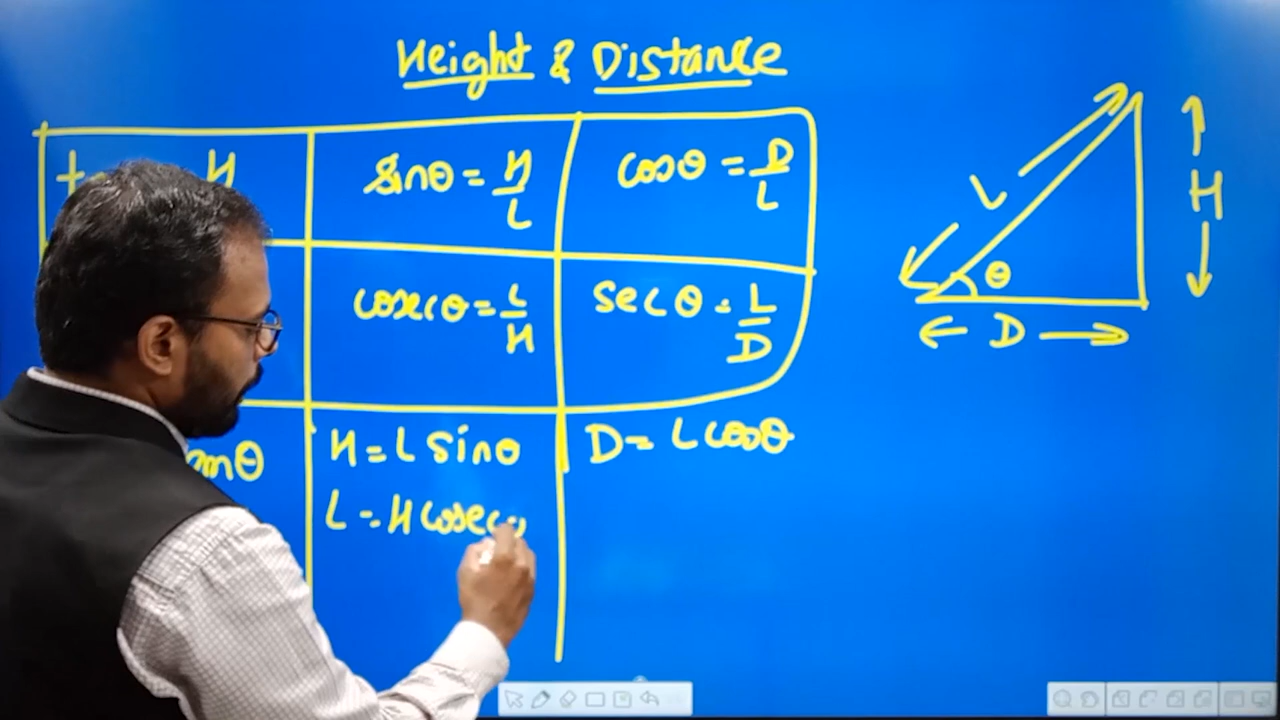 Height & Distance
H
sinθ = H/L
cosθ = D/L
cosecθ = L/H
secθ = L/D
H = L sinθ
D = L cosθ
L = H cosec
L
θ
H
D